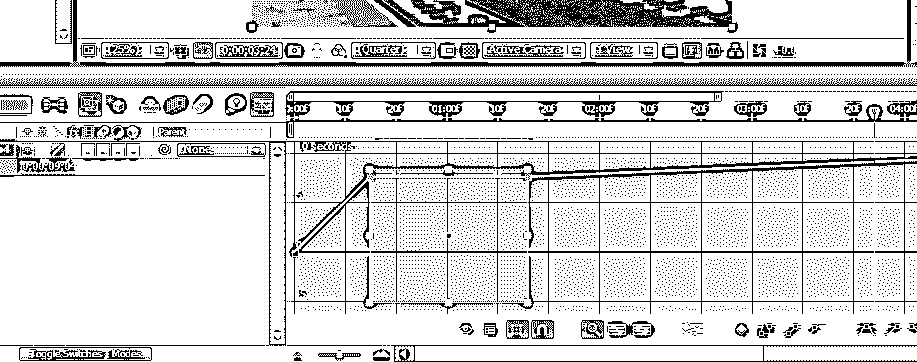 (25%) 0;00;03;24 Quarter Active Camera 1 View
:00f 10f 20f 01:00f 10f 20f 02:00f 10f 20f 03:00f 10f 20f 04:00f
Parent
None
0 seconds
Toggle Switches / Modes